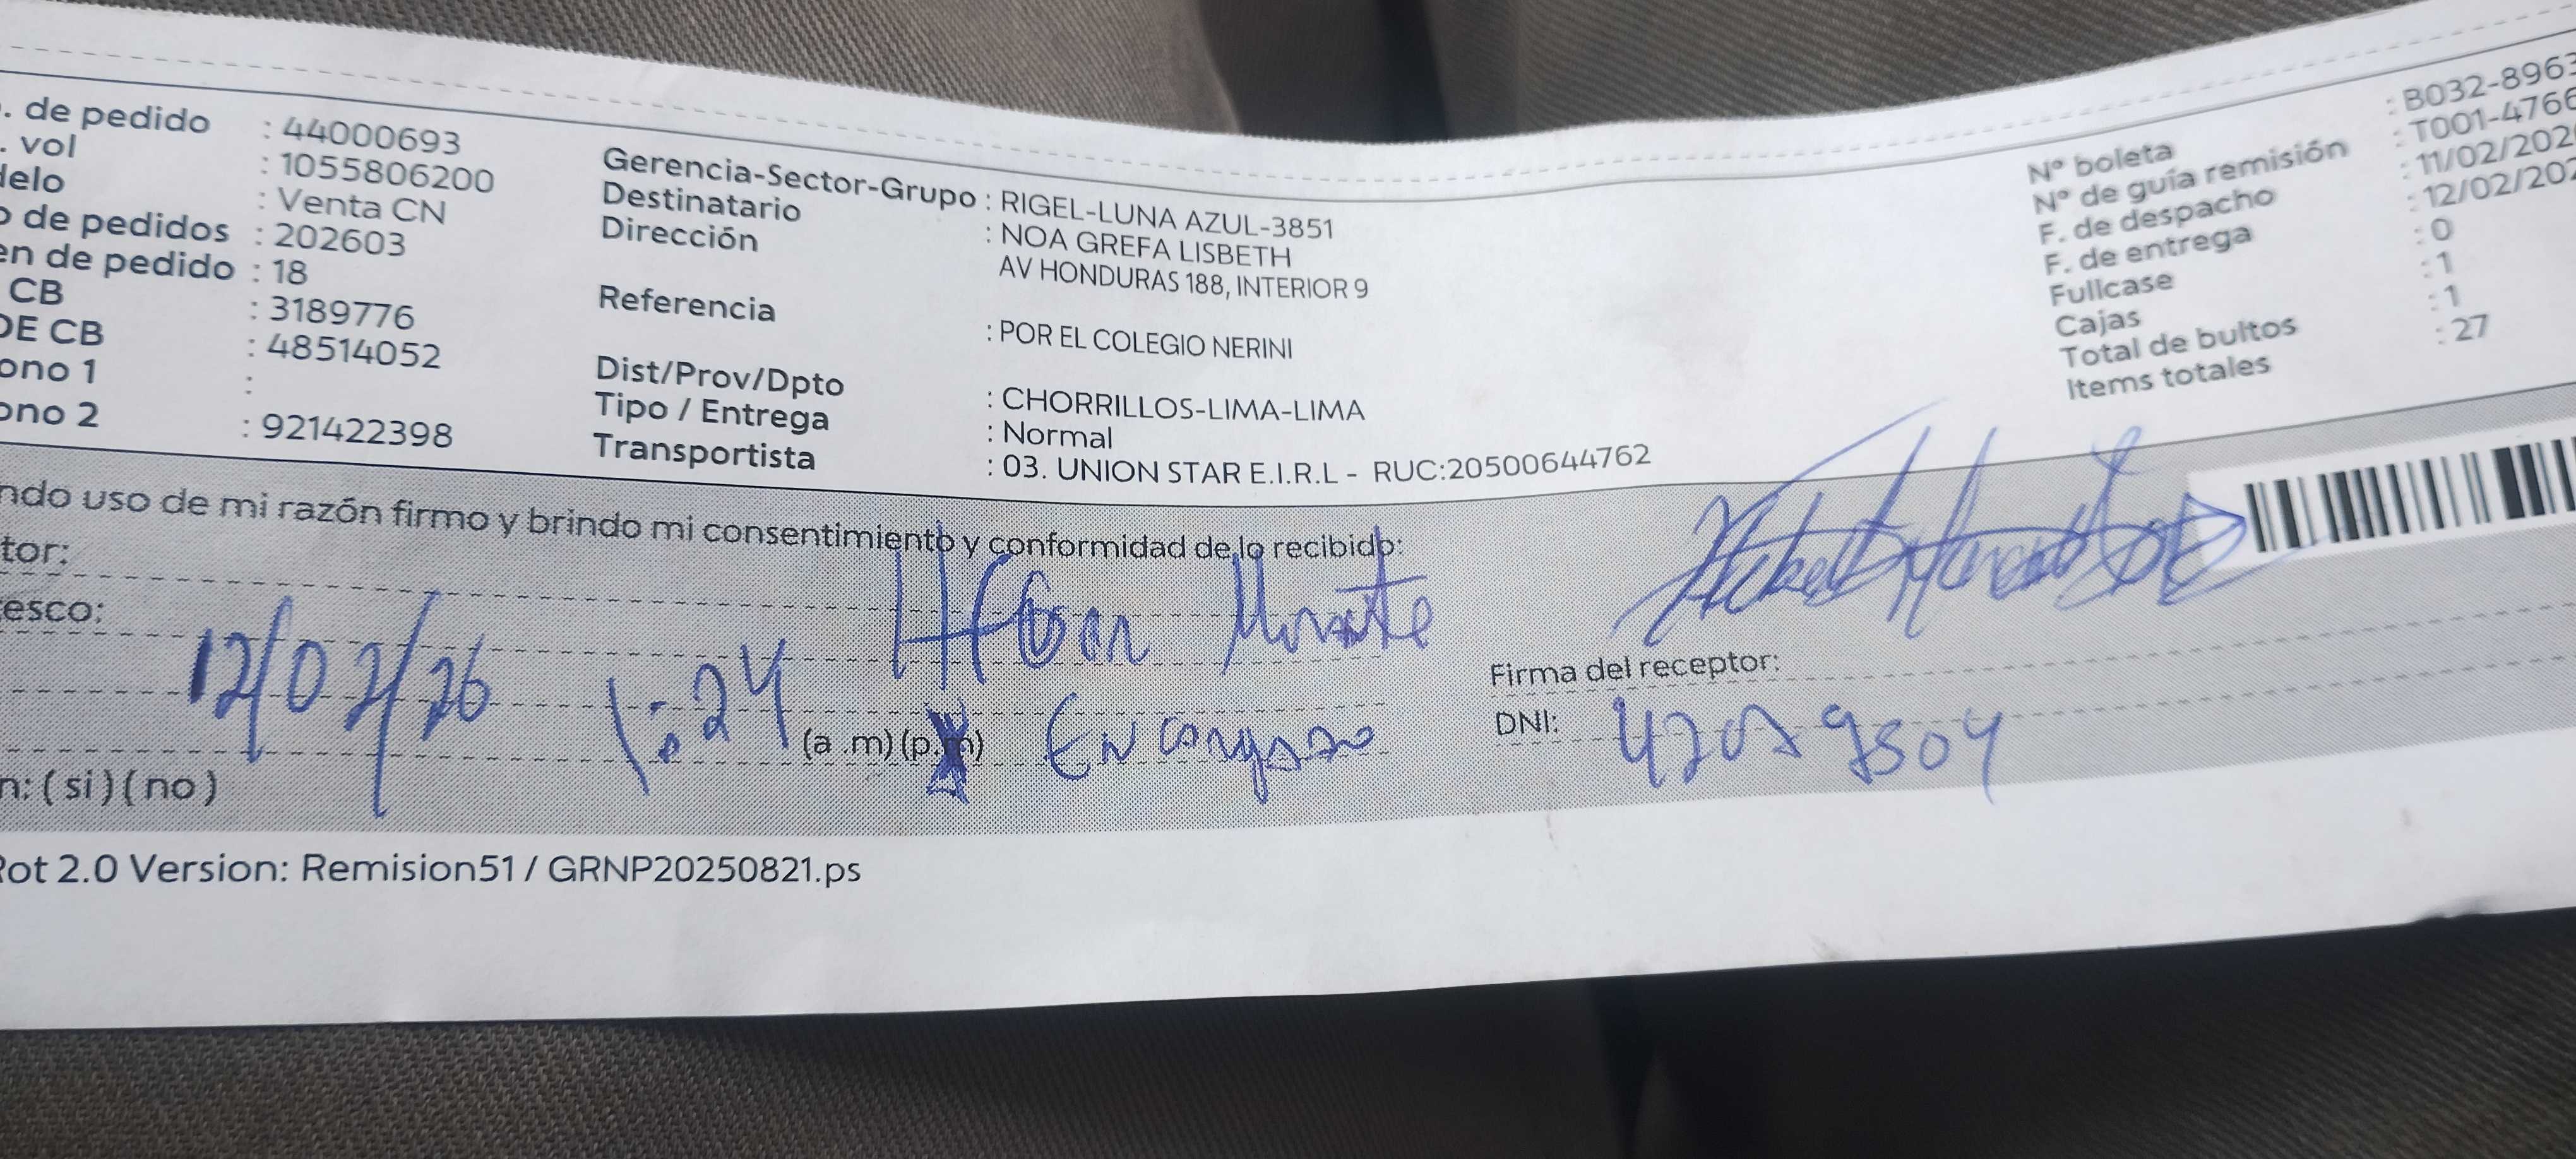 . de pedido : 44000693
. vol : 1055806200
delo : Venta CN
o de pedidos : 202603
en de pedido : 18
CB : 3189776
DE CB : 48514052
ono 1 :
ono 2 : 921422398
Gerencia-Sector-Grupo : RIGEL-LUNA AZUL-3851
Destinatario : NOA GREFA LISBETH
Dirección AV HONDURAS 188, INTERIOR 9
Referencia : POR EL COLEGIO NERINI
Dist/Prov/Dpto : CHORRILLOS-LIMA-LIMA
Tipo / Entrega : Normal
Transportista : 03. UNION STAR E.I.R.L - RUC:20500644762
Nº boleta : B032-8963
Nº de guía remisión : T001-4766
F. de despacho : 11/02/202
F. de entrega : 12/02/202
Fullcase : 0
Cajas : 1
Total de bultos : 1
Items totales : 27
ndo uso de mi razón firmo y brindo mi consentimiento y conformidad de lo recibido:
tor:
esco:
12/02/26 1:24 (a .m) (p.m)
Firma del receptor:
DNI:
n: ( si ) ( no )
Rot 2.0 Version: Remision51 / GRNP20250821.ps